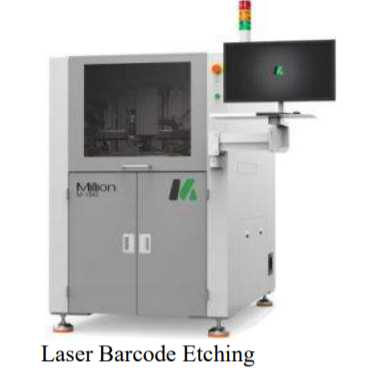 Million
Laser Barcode Etching